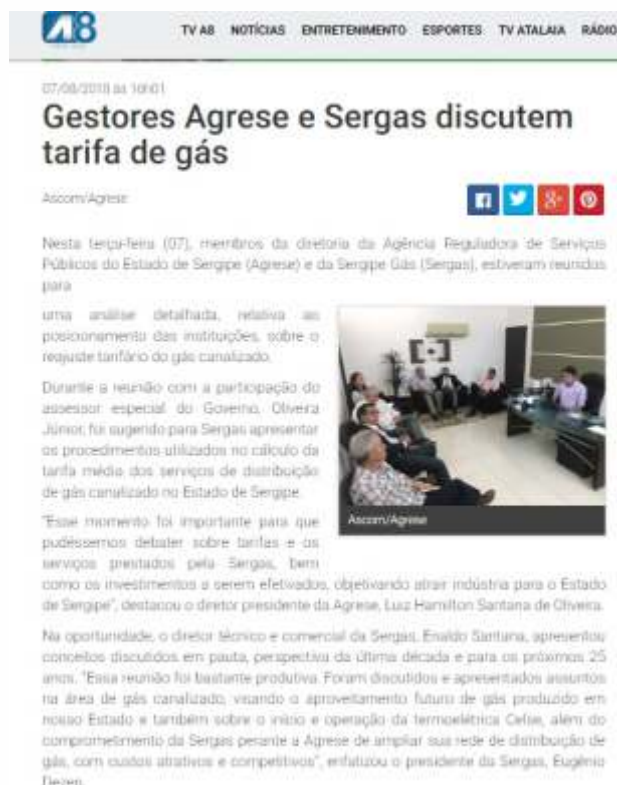 A8
TV A8 NOTÍCIAS ENTRETENIMENTO ESPORTES TV ATALAIA RÁDIO
07/08/2018 às 16h01
Gestores Agrese e Sergas discutem
tarifa de gás
Ascom/Agrese
Nesta terça-feira (07), membros da diretoria da Agência Reguladora de Serviços
Públicos do Estado de Sergipe (Agrese) e da Sergipe Gás (Sergas), estiveram reunidos
para
uma análise detalhada, relativa ao
posicionamento das instituições, sobre o
reajuste tarifário do gás canalizado.
Durante a reunião com a participação do
assessor especial do Governo, Oliveira
Júnior, foi sugerido para Sergas apresentar
os procedimentos utilizados no cálculo da
tarifa média dos serviços de distribuição
de gás canalizado no Estado de Sergipe.
Ascom/Agrese
"Esse momento foi importante para que
pudéssemos debater sobre tarifas e os
serviços prestados pela Sergas, bem
como os investimentos a serem efetivados, objetivando atrair indústria para o Estado
de Sergipe", destacou o diretor presidente da Agrese, Luiz Hamilton Santana de Oliveira.
Na oportunidade, o diretor técnico e comercial da Sergas, Enaldo Santana, apresentou
conceitos discutidos em pauta, perspectiva da última década e para os próximos 25
anos. "Essa reunião foi bastante produtiva. Foram discutidos e apresentados assuntos
na área de gás canalizado, visando o aproveitamento futuro de gás produzido em
nosso Estado e também sobre o início e operação da termoelétrica Celse, além do
comprometimento da Sergas perante a Agrese de ampliar sua rede de distribuição de
gás, com custos atrativos e competitivos", enfatizou o presidente da Sergas, Eugênio
Dezen